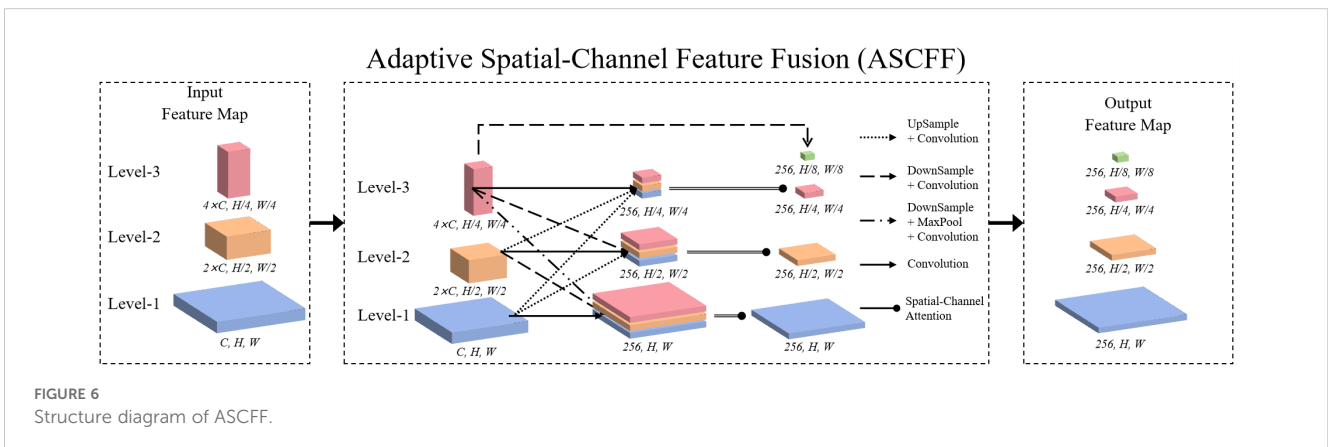 Adaptive Spatial-Channel Feature Fusion (ASCFF)
Input
Feature Map
Level-3
4×C, H/4, W/4
Level-2
2×C, H/2, W/2
Level-1
C, H, W
Level-3
4×C, H/4, W/4
Level-2
2×C, H/2, W/2
Level-1
C, H, W
256, H/4, W/4
256, H/2, W/2
256, H, W
256, H/8, W/8
256, H/4, W/4
256, H/2, W/2
256, H, W
UpSample
+ Convolution
DownSample
+ Convolution
DownSample
+ MaxPool
+ Convolution
Convolution
Spatial-Channel
Attention
Output
Feature Map
256, H/8, W/8
256, H/4, W/4
256, H/2, W/2
256, H, W
FIGURE 6
Structure diagram of ASCFF.